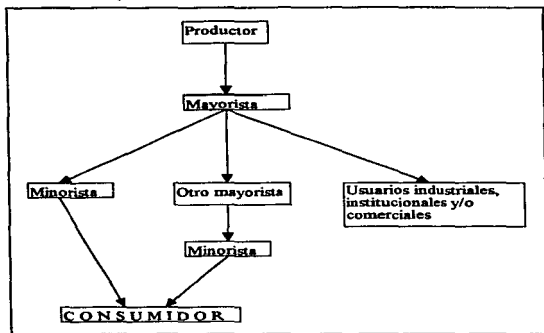 Productor
Mayorista
Minorista
Otro mayorista
Usuarios industriales,
institucionales y/o
comerciales
Minorista
CONSUMIDOR